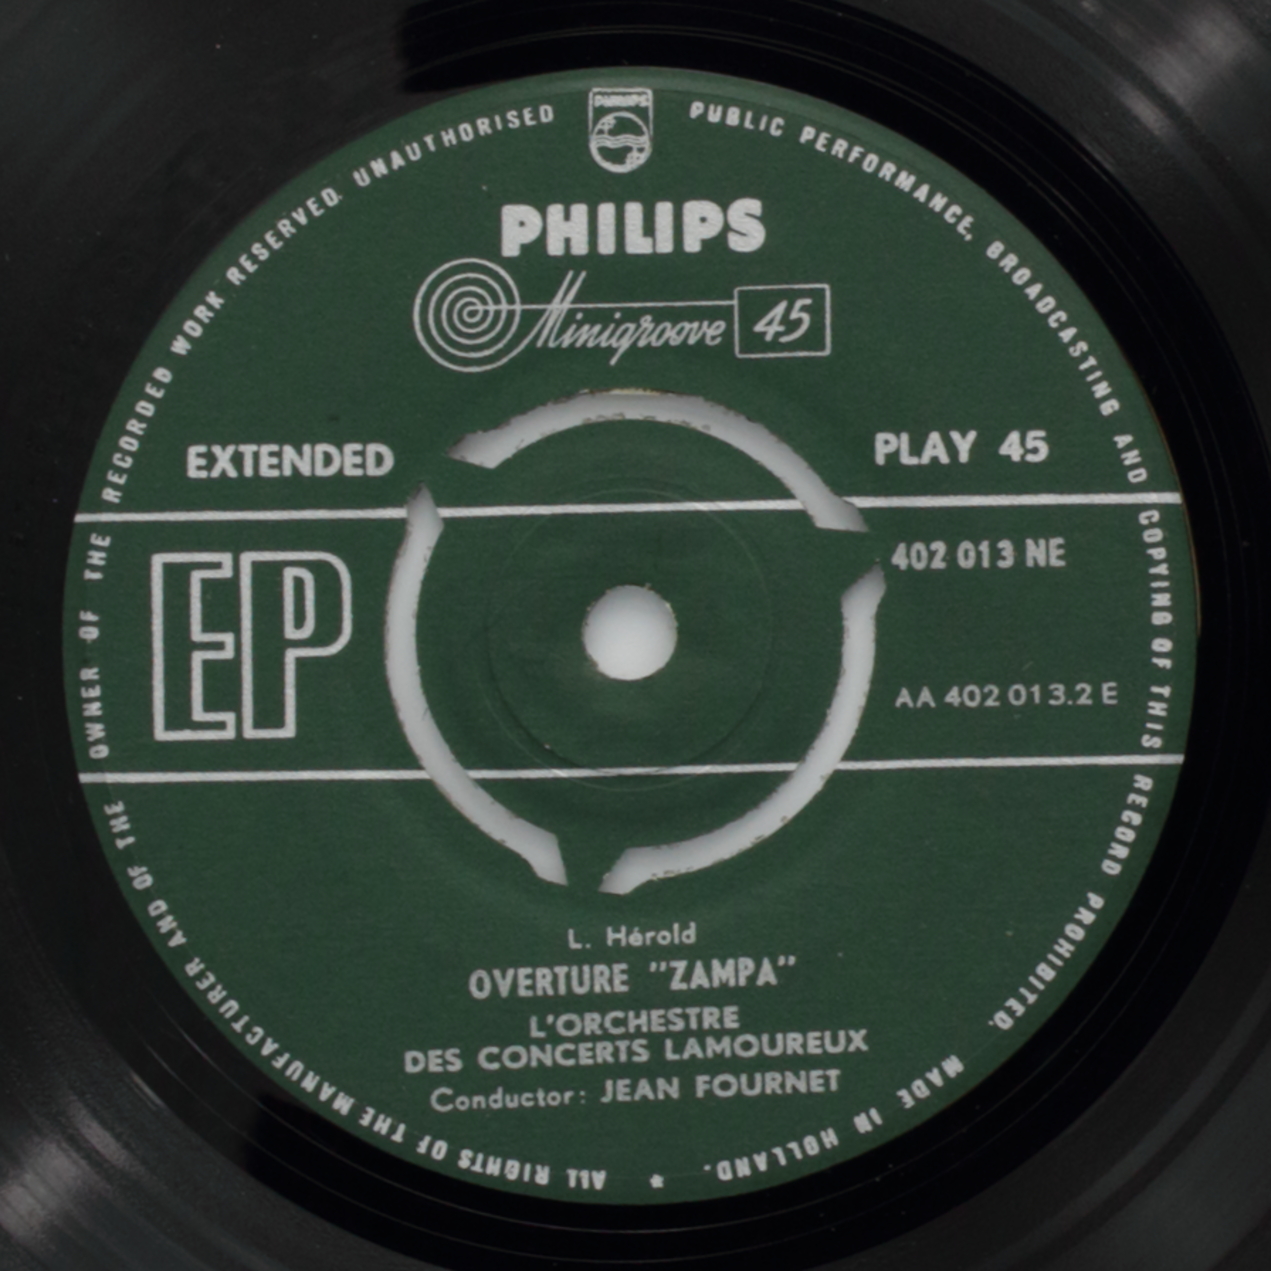 PHILIPS
PHILIPS
Minigroove 45
EXTENDED PLAY 45
EP
402 013 NE
AA 402 013.2 E
L. Hérold
OVERTURE "ZAMPA"
L'ORCHESTRE
DES CONCERTS LAMOUREUX
Conductor: JEAN FOURNET
ALL RIGHTS OF THE MANUFACTURER AND OF THE OWNER OF THE RECORDED WORK RESERVED. UNAUTHORISED PUBLIC PERFORMANCE, BROADCASTING AND COPYING OF THIS RECORD PROHIBITED. MADE IN HOLLAND. *